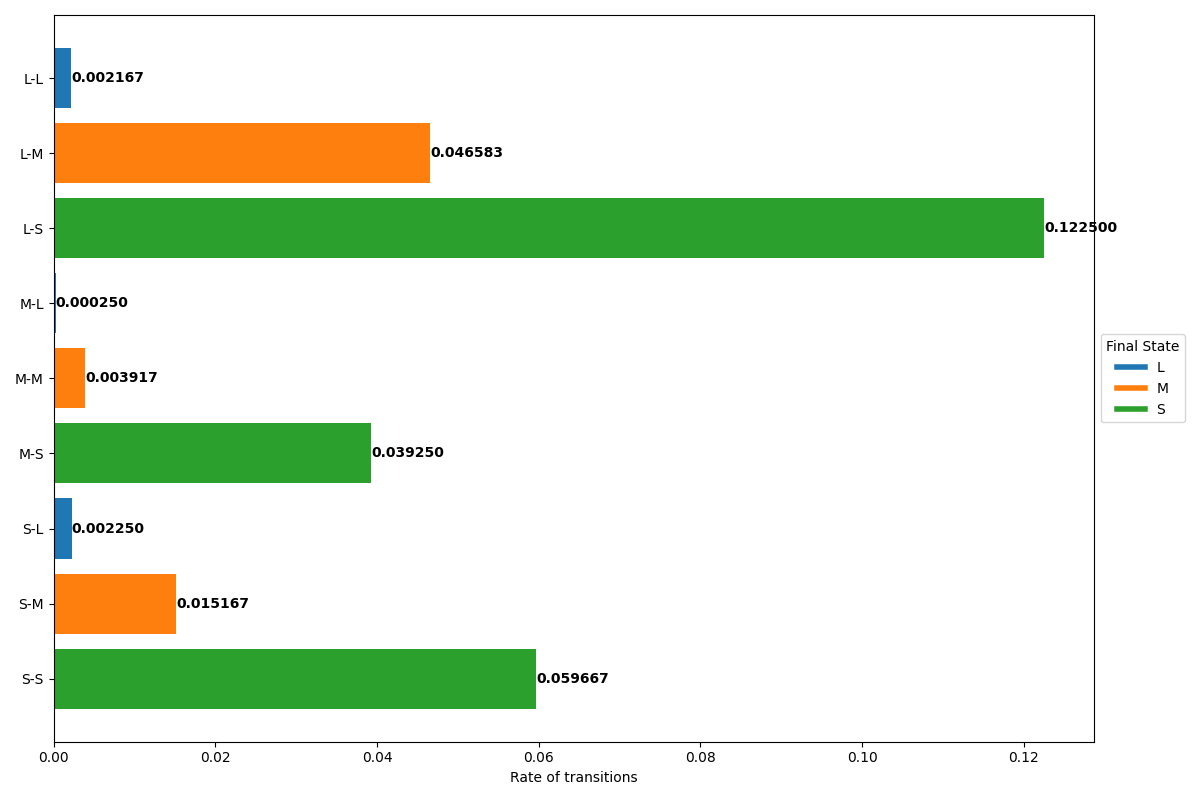 L-L 0.002167
L-M 0.046583
L-S 0.122500
M-L 0.000250
M-M 0.003917
M-S 0.039250
S-L 0.002250
S-M 0.015167
S-S 0.059667
0.00 0.02 0.04 0.06 0.08 0.10 0.12
Rate of transitions
Final State
L
M
S